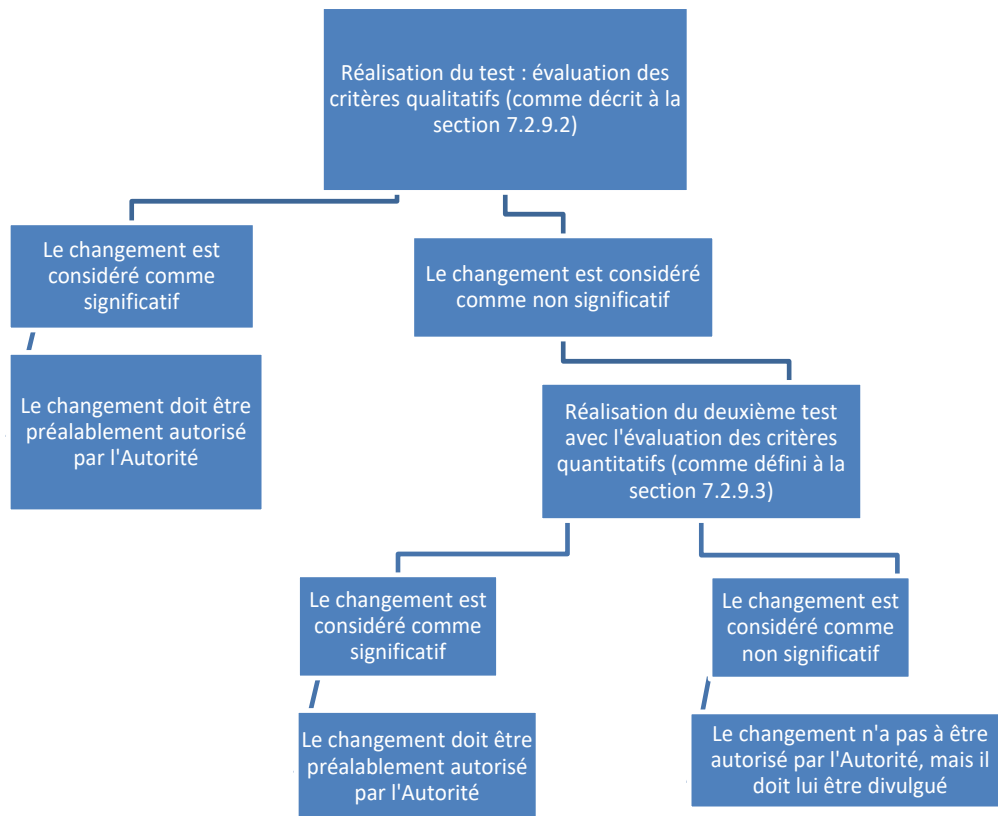 Réalisation du test : évaluation des
critères qualitatifs (comme décrit à la
section 7.2.9.2)
Le changement est
considéré comme
significatif
Le changement est considéré
comme non significatif
Le changement doit être
préalablement autorisé
par l'Autorité
Réalisation du deuxième test
avec l'évaluation des critères
quantitatifs (comme défini à la
section 7.2.9.3)
Le changement est
considéré comme
significatif
Le changement est
considéré comme
non significatif
Le changement doit être
préalablement autorisé
par l'Autorité
Le changement n'a pas à être
autorisé par l'Autorité, mais il
doit lui être divulgué